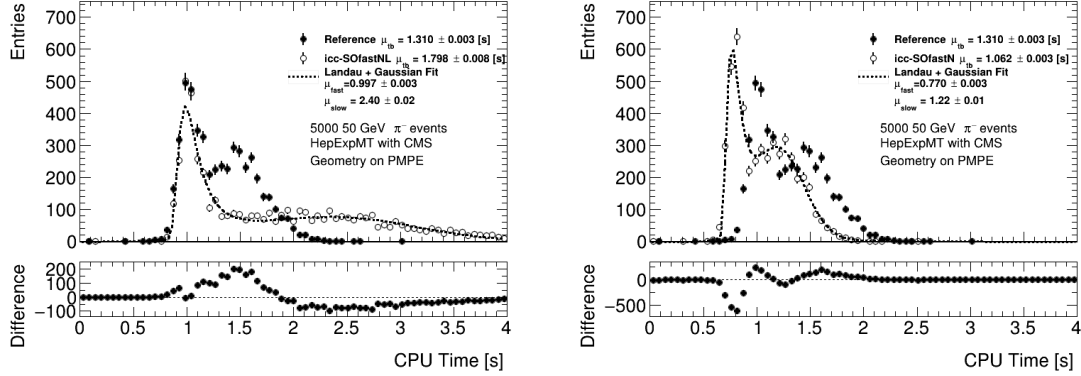 Entries
700
600
500
400
300
200
100
0
Reference μtb = 1.310 ± 0.003 [s]
icc-SOfastNL μtb = 1.798 ± 0.008 [s]
Landau + Gaussian Fit
μfast=0.997 ± 0.003
μslow = 2.40 ± 0.02
5000 50 GeV π⁻ events
HepExpMT with CMS
Geometry on PMPE
Difference
200
100
0
−100
0 0.5 1 1.5 2 2.5 3 3.5 4
CPU Time [s]
Entries
700
600
500
400
300
200
100
0
Reference μtb = 1.310 ± 0.003 [s]
icc-SOfastN μtb = 1.062 ± 0.003 [s]
Landau + Gaussian Fit
μfast=0.770 ± 0.003
μslow = 1.22 ± 0.01
5000 50 GeV π⁻ events
HepExpMT with CMS
Geometry on PMPE
Difference
0
−500
0 0.5 1 1.5 2 2.5 3 3.5 4
CPU Time [s]